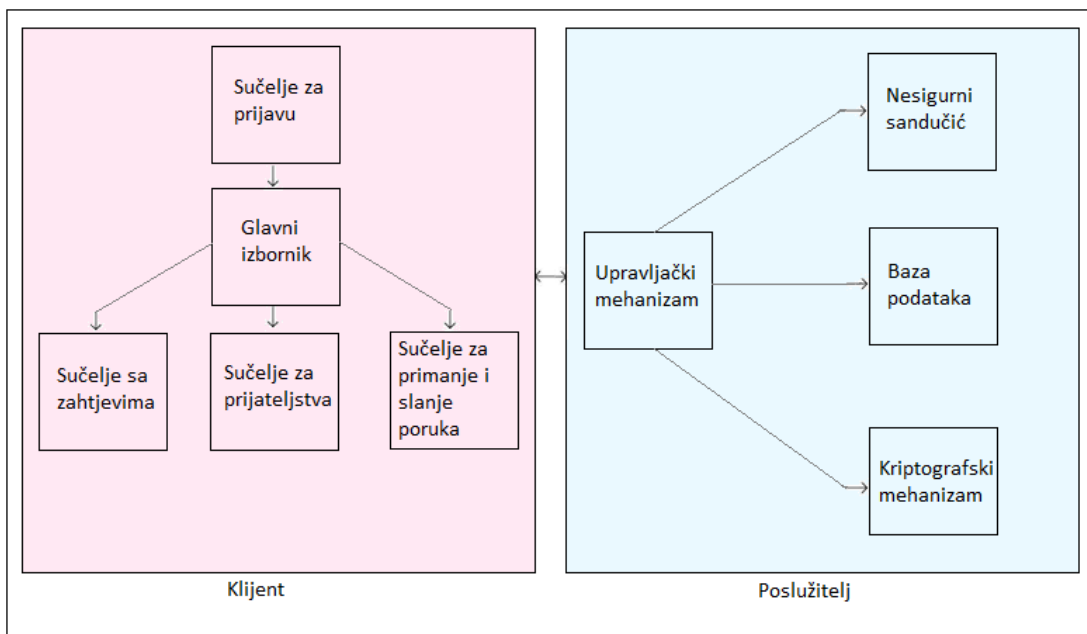 Sučelje za
prijavu
Glavni
izbornik
Sučelje sa
zahtjevima
Sučelje za
prijateljstva
Sučelje za
primanje i
slanje
poruka
Klijent
Nesigurni
sandučić
Upravljački
mehanizam
Baza
podataka
Kriptografski
mehanizam
Poslužitelj